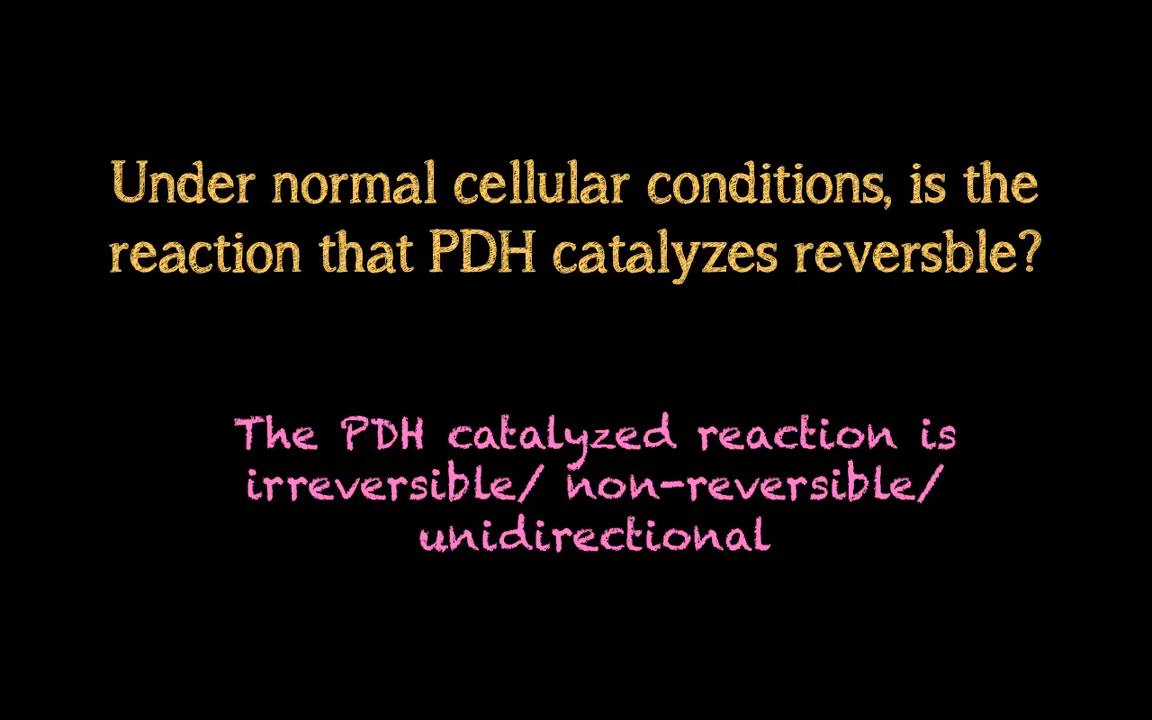 Under normal cellular conditions, is the
reaction that PDH catalyzes reversble?
The PDH catalyzed reaction is
irreversible/ non-reversible/
unidirectional